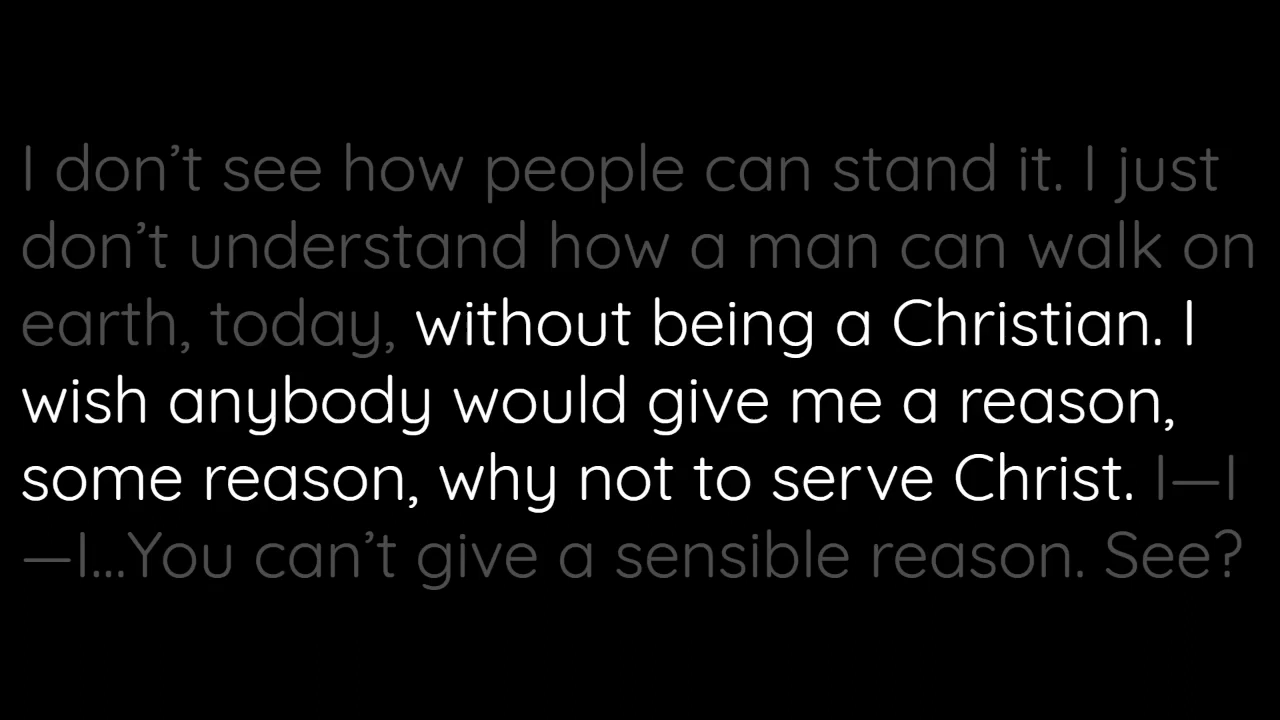 I don’t see how people can stand it. I just
don’t understand how a man can walk on
earth, today, without being a Christian. I
wish anybody would give me a reason,
some reason, why not to serve Christ. I—I
—I...You can’t give a sensible reason. See?